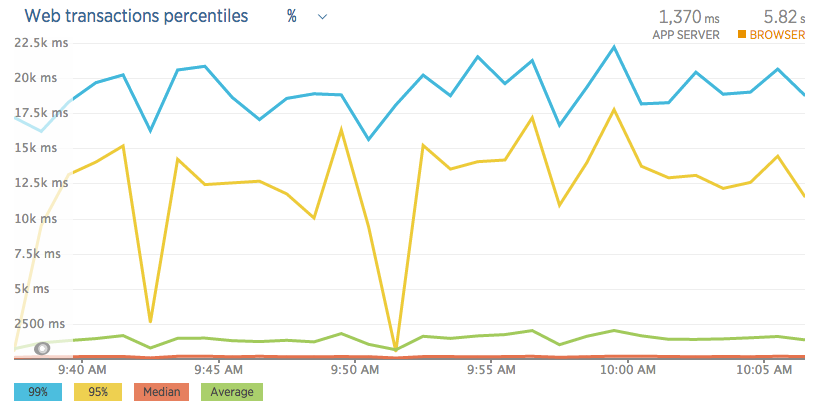 Web transactions percentiles %
1,370 ms
APP SERVER
5.82 s
BROWSER
22.5k ms
20k ms
17.5k ms
15k ms
12.5k ms
10k ms
7.5k ms
5k ms
2500 ms
9:40 AM 9:45 AM 9:50 AM 9:55 AM 10:00 AM 10:05 AM
99% 95% Median Average